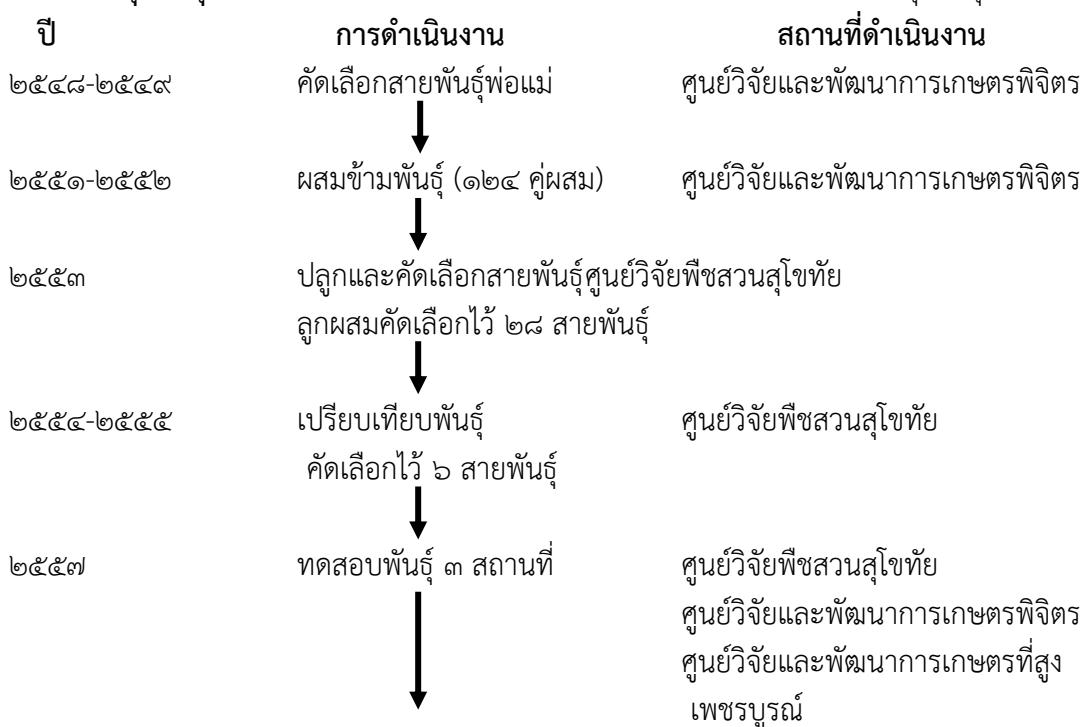 ปี การดำเนินงาน สถานที่ดำเนินงาน
๒๕๔๘-๒๕๔๙ คัดเลือกสายพันธุ์พ่อแม่ ศูนย์วิจัยและพัฒนาการเกษตรพิจิตร
๒๕๕๑-๒๕๕๒ ผสมข้ามพันธุ์ (๑๒๔ คู่ผสม) ศูนย์วิจัยและพัฒนาการเกษตรพิจิตร
๒๕๕๓ ปลูกและคัดเลือกสายพันธุ์ศูนย์วิจัยพืชสวนสุโขทัย
ลูกผสมคัดเลือกไว้ ๒๘ สายพันธุ์
๒๕๕๔-๒๕๕๕ เปรียบเทียบพันธุ์ ศูนย์วิจัยพืชสวนสุโขทัย
คัดเลือกไว้ ๖ สายพันธุ์
๒๕๕๗ ทดสอบพันธุ์ ๓ สถานที่ ศูนย์วิจัยพืชสวนสุโขทัย
ศูนย์วิจัยและพัฒนาการเกษตรพิจิตร
ศูนย์วิจัยและพัฒนาการเกษตรที่สูง
เพชรบูรณ์